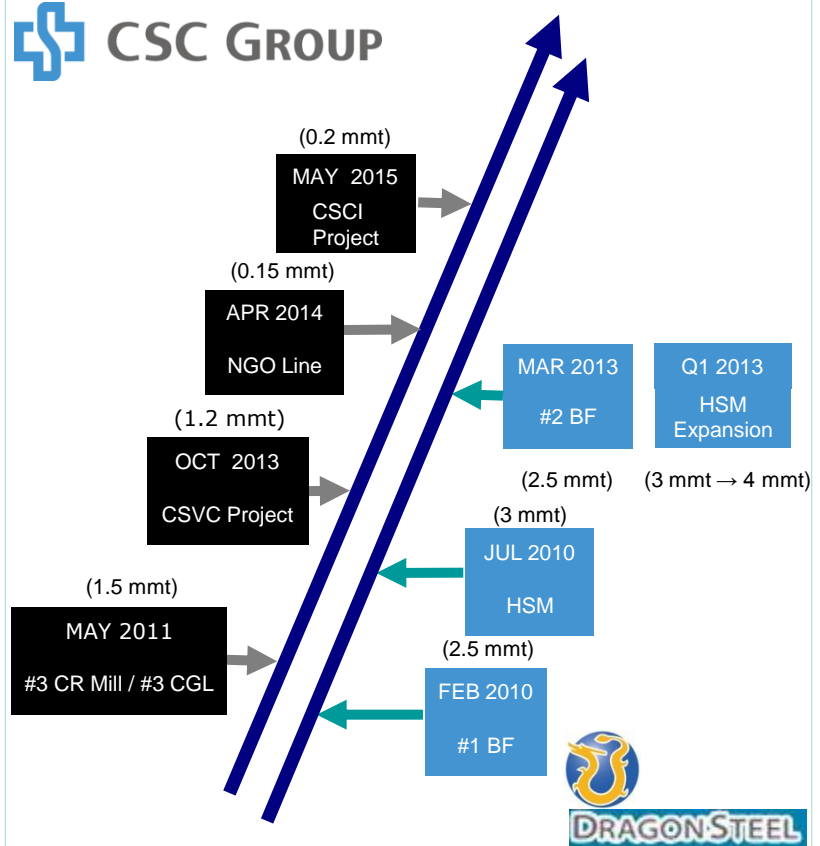 CSC GROUP
(0.2 mmt)
MAY 2015
CSCI
Project
(0.15 mmt)
APR 2014
NGO Line
(1.2 mmt)
OCT 2013
CSVC Project
(1.5 mmt)
MAY 2011
#3 CR Mill / #3 CGL
MAR 2013
#2 BF
(2.5 mmt)
Q1 2013
HSM
Expansion
(3 mmt → 4 mmt)
(3 mmt)
JUL 2010
HSM
(2.5 mmt)
FEB 2010
#1 BF
DRAGON STEEL